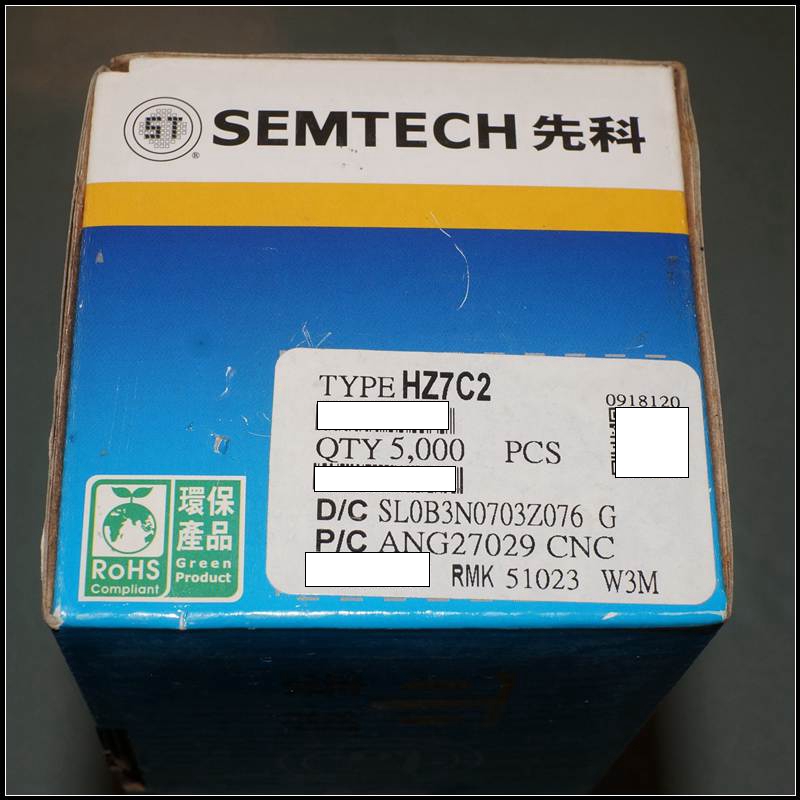 ST ® SEMTECH 先科
TYPE HZ7C2
0918120
QTY 5,000 PCS
D/C SL0B3N0703Z076 G
P/C ANG27029 CNC
RMK 51023 W3M
RoHS
Compliant
環保
產品
Green
Product